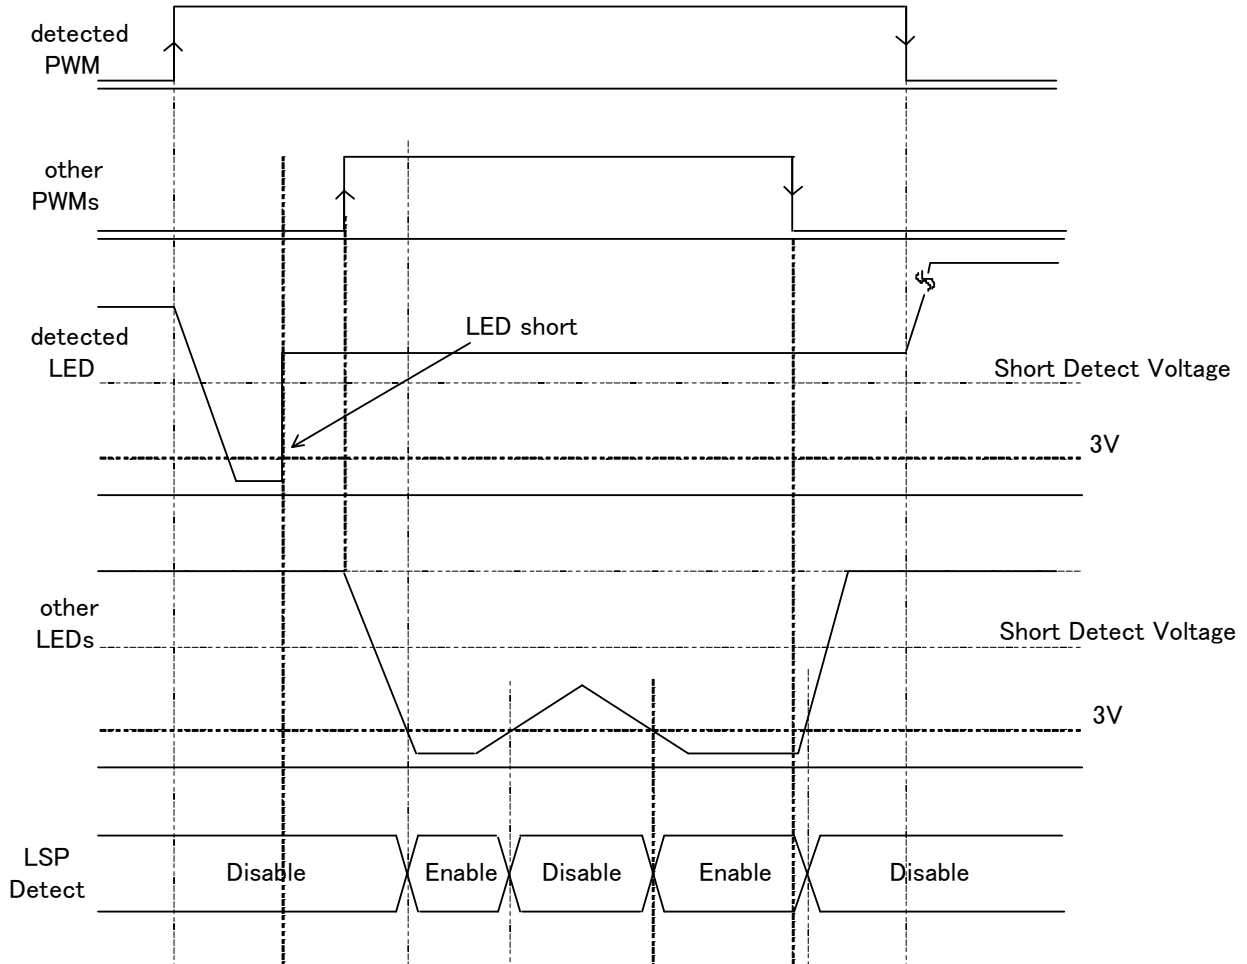 detected
PWM
other
PWMs
detected
LED
LED short
Short Detect Voltage
3V
other
LEDs
Short Detect Voltage
3V
LSP
Detect
Disable
Enable
Disable
Enable
Disable